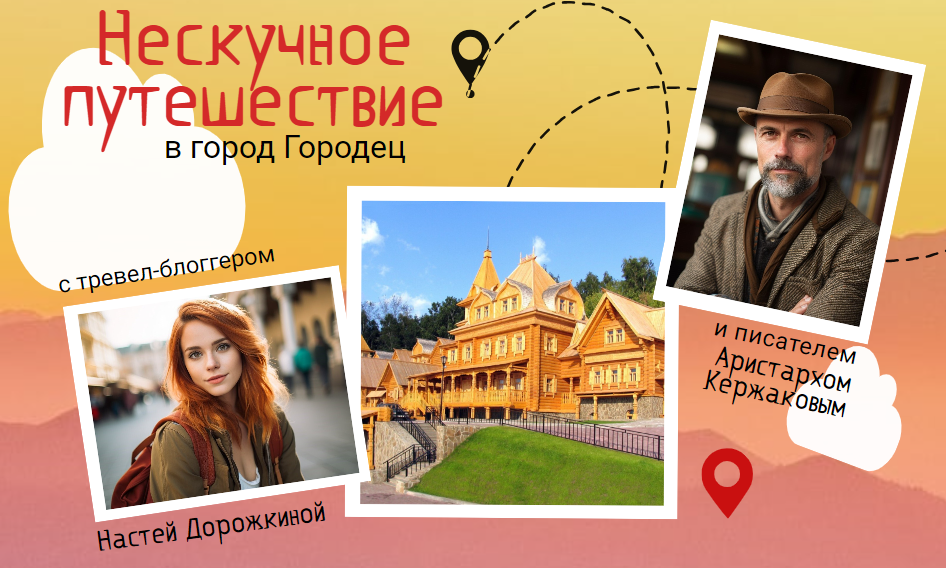 Нескучное
путешествие
в город Городец
с тревел-блоггером
Настей Дорожкиной
и писателем
Аристархом
Кержаковым